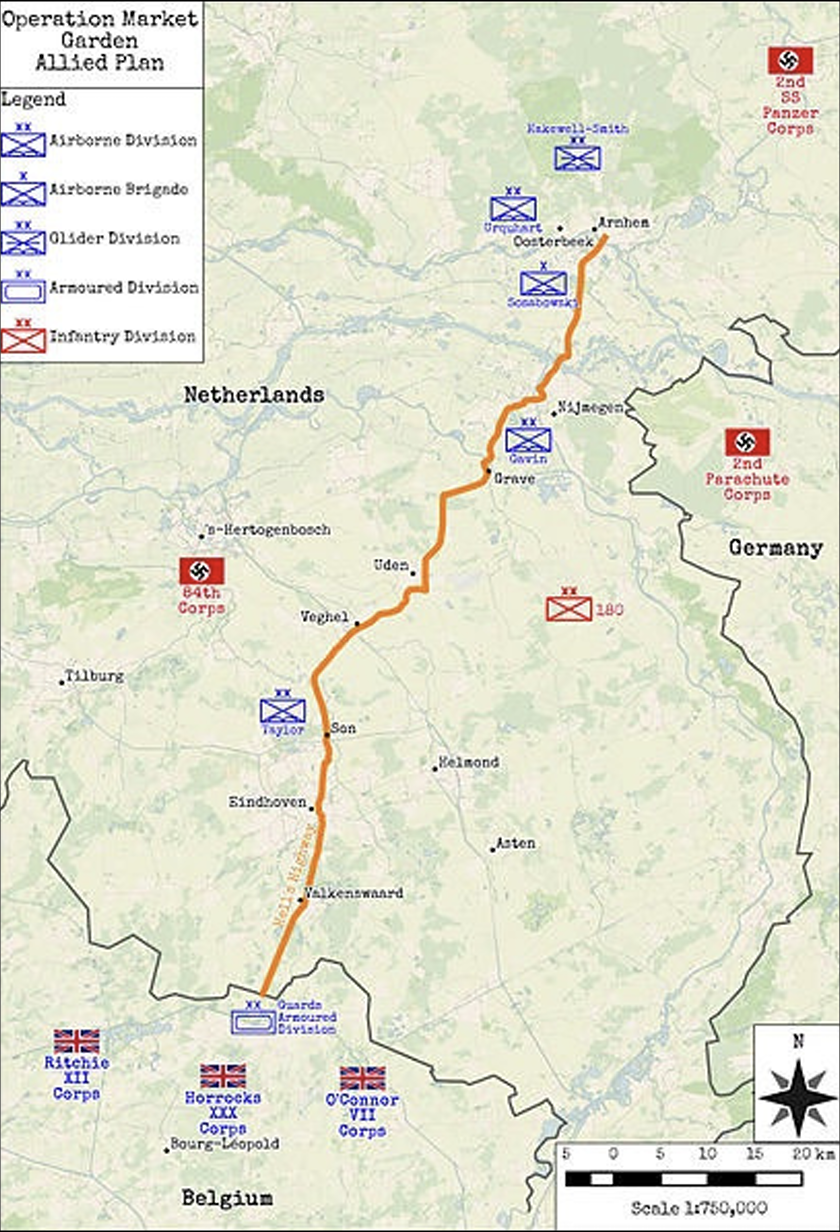 Operation Market
Garden
Allied Plan
Legend
XX
Airborne Division
X
Airborne Brigade
XX
Glider Division
XX
Armoured Division
XX
Infantry Division
2nd
SS
Panzer
Corps
Hakewell-Smith
XX
XX
Urquhart
Arnhem
Oosterbeek
X
Sosabowski
Netherlands
Nijmegen
XX
Gavin
Grave
2nd
Parachute
Corps
's-Hertogenbosch
Germany
Uden
84th
Corps
XX
180
Veghel
Tilburg
XX
Taylor
Son
Helmond
Eindhoven
Asten
Hell's Highway
Valkenswaard
XX
Guards
Armoured
Division
Ritchie
XII
Corps
Horrocks
XXX
Corps
O'Connor
VII
Corps
Bourg-Léopold
Belgium
N
5 0 5 10 15 20 km
Scale 1:750,000